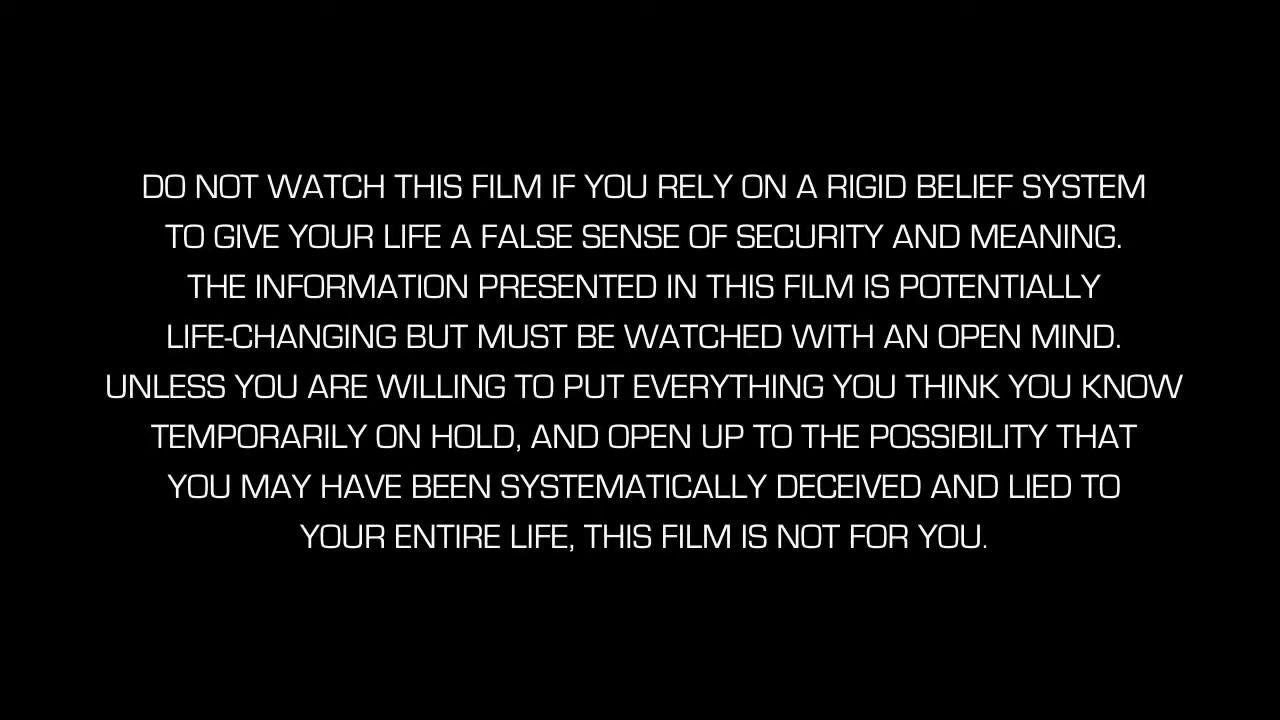 DO NOT WATCH THIS FILM IF YOU RELY ON A RIGID BELIEF SYSTEM
TO GIVE YOUR LIFE A FALSE SENSE OF SECURITY AND MEANING.
THE INFORMATION PRESENTED IN THIS FILM IS POTENTIALLY
LIFE-CHANGING BUT MUST BE WATCHED WITH AN OPEN MIND.
UNLESS YOU ARE WILLING TO PUT EVERYTHING YOU THINK YOU KNOW
TEMPORARILY ON HOLD, AND OPEN UP TO THE POSSIBILITY THAT
YOU MAY HAVE BEEN SYSTEMATICALLY DECEIVED AND LIED TO
YOUR ENTIRE LIFE, THIS FILM IS NOT FOR YOU.